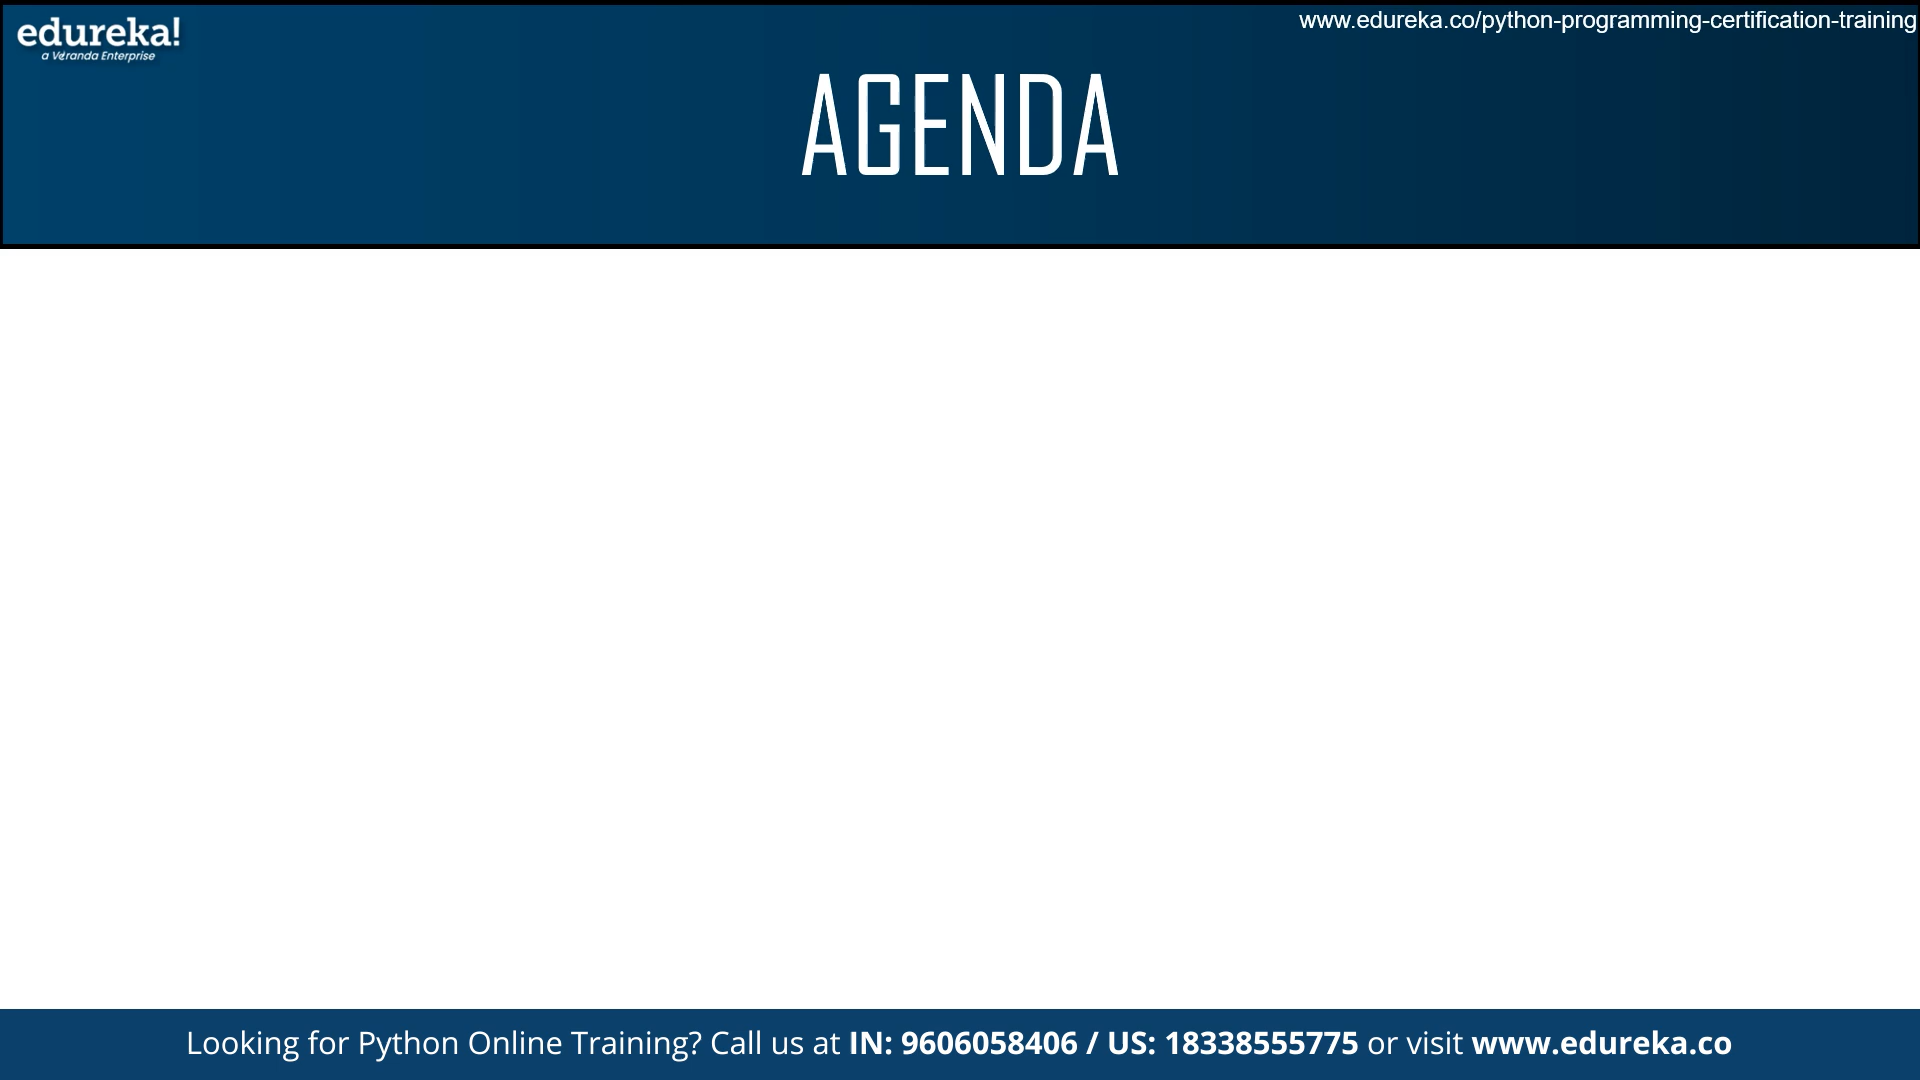 edureka!
a Veranda Enterprise
www.edureka.co/python-programming-certification-training
AGENDA
Looking for Python Online Training? Call us at IN: 9606058406 / US: 18338555775 or visit www.edureka.co